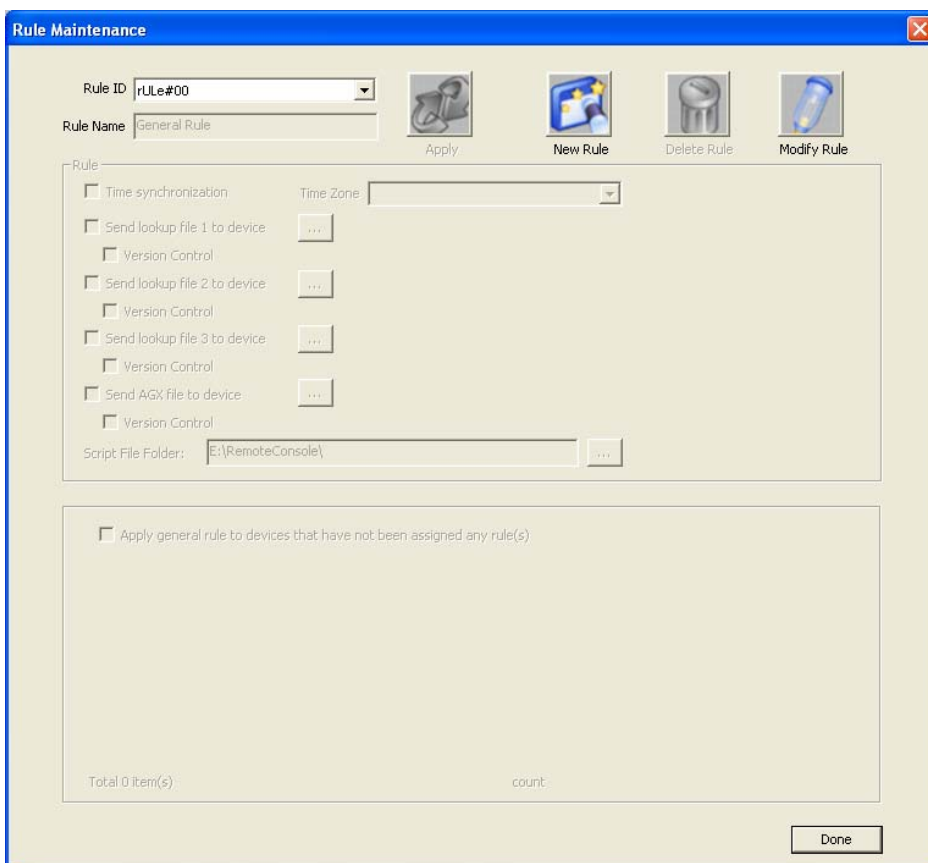 Rule Maintenance
Rule ID rULe#00
Rule Name General Rule
Apply New Rule Delete Rule Modify Rule
Rule
Time synchronization Time Zone
Send lookup file 1 to device ...
Version Control
Send lookup file 2 to device ...
Version Control
Send lookup file 3 to device ...
Version Control
Send AGX file to device ...
Version Control
Script File Folder: E:\RemoteConsole\ ...
Apply general rule to devices that have not been assigned any rule(s)
Total 0 item(s) count
Done